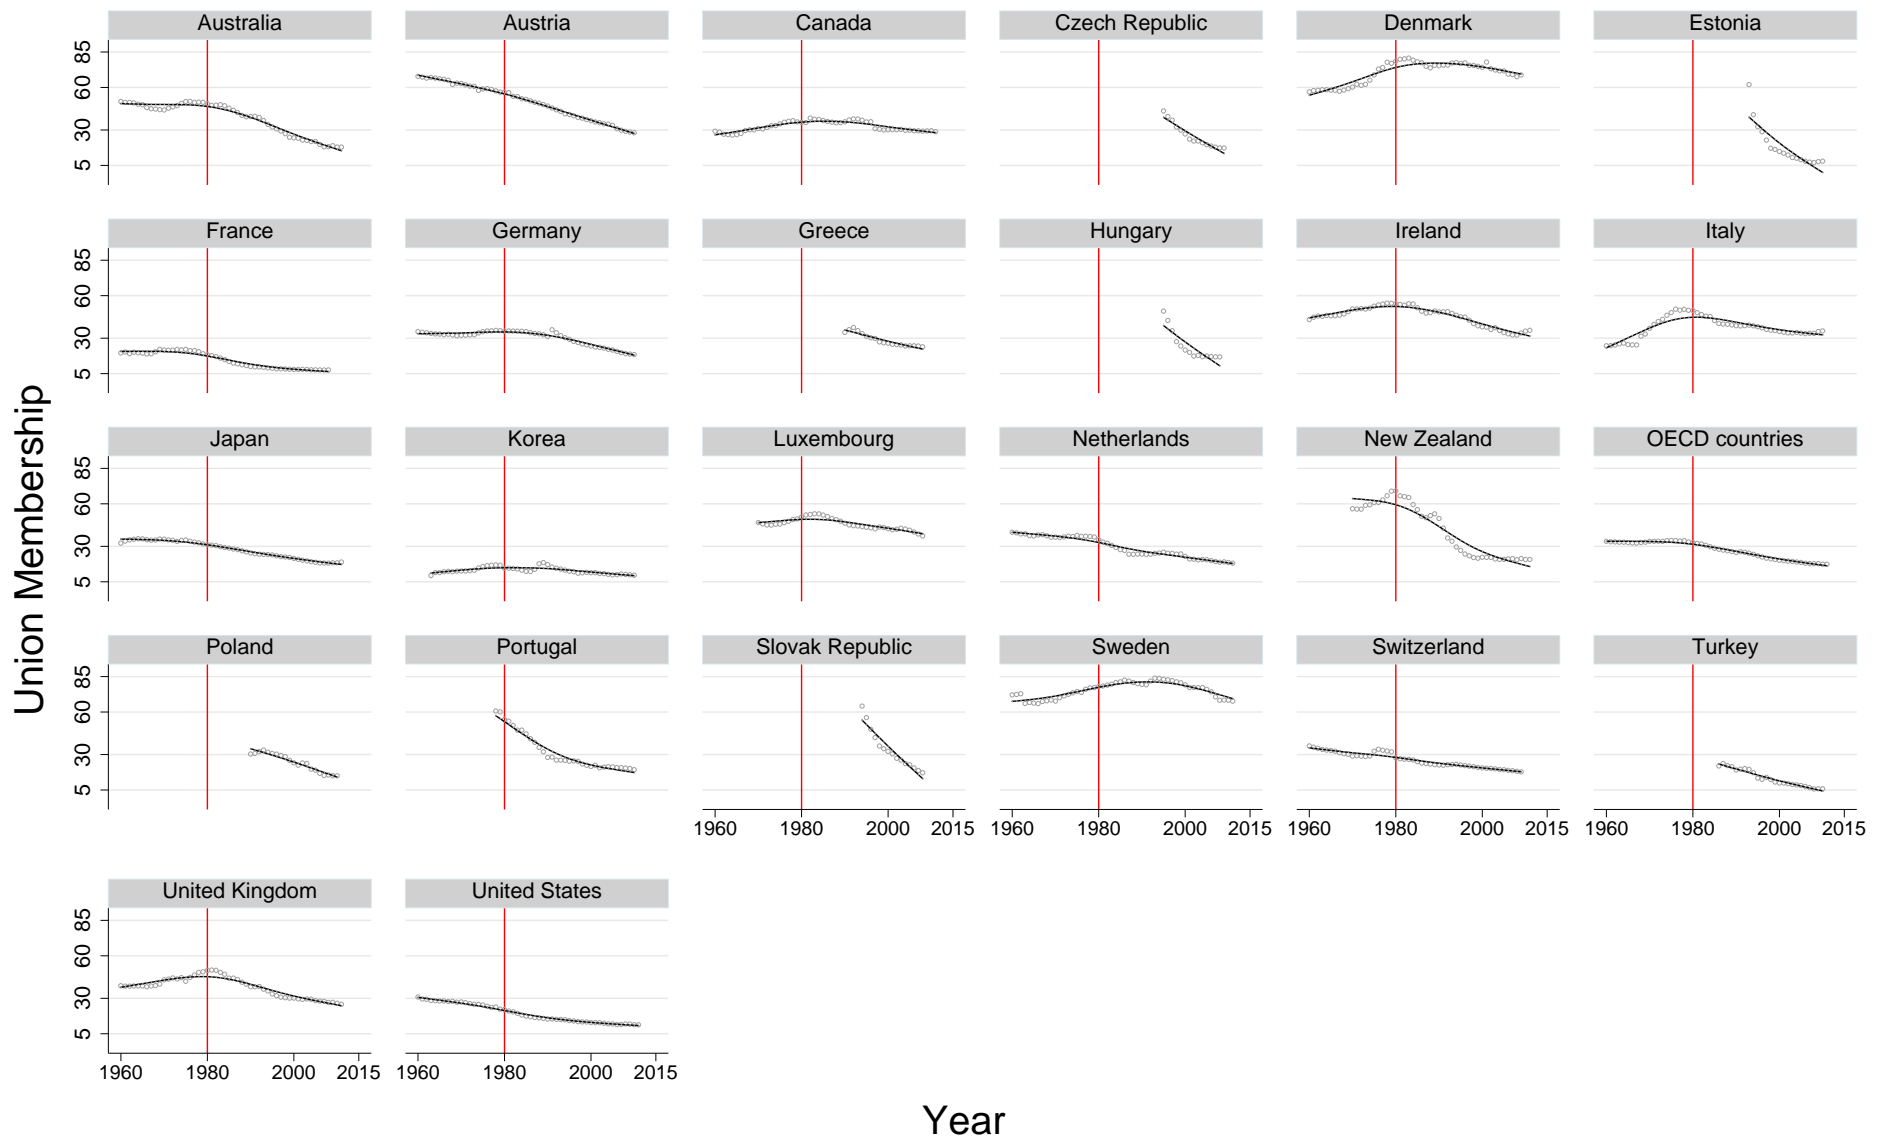 Australia Austria Canada Czech Republic Denmark Estonia
85
60
30
5
France Germany Greece Hungary Ireland Italy
85
60
30
5
Japan Korea Luxembourg Netherlands New Zealand OECD countries
85
60
30
5
Poland Portugal Slovak Republic Sweden Switzerland Turkey
85
60
30
5
1960 1980 2000 2015 1960 1980 2000 2015 1960 1980 2000 2015 1960 1980 2000 2015
United Kingdom United States
85
60
30
5
1960 1980 2000 2015 1960 1980 2000 2015
Union Membership
Year